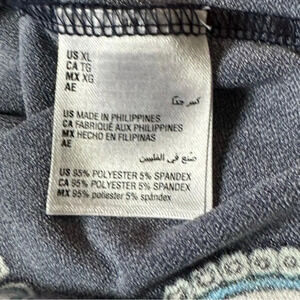 US XL
CA TG
MX XG
AE
كبير جدًا
US MADE IN PHILIPPINES
CA FABRIQUÉ AUX PHILIPPINES
MX HECHO EN FILIPINAS
AE
صنع في الفلبين
US 95% POLYESTER 5% SPANDEX
CA 95% POLYESTER 5% SPANDEX
MX 95% poliester 5% spandex